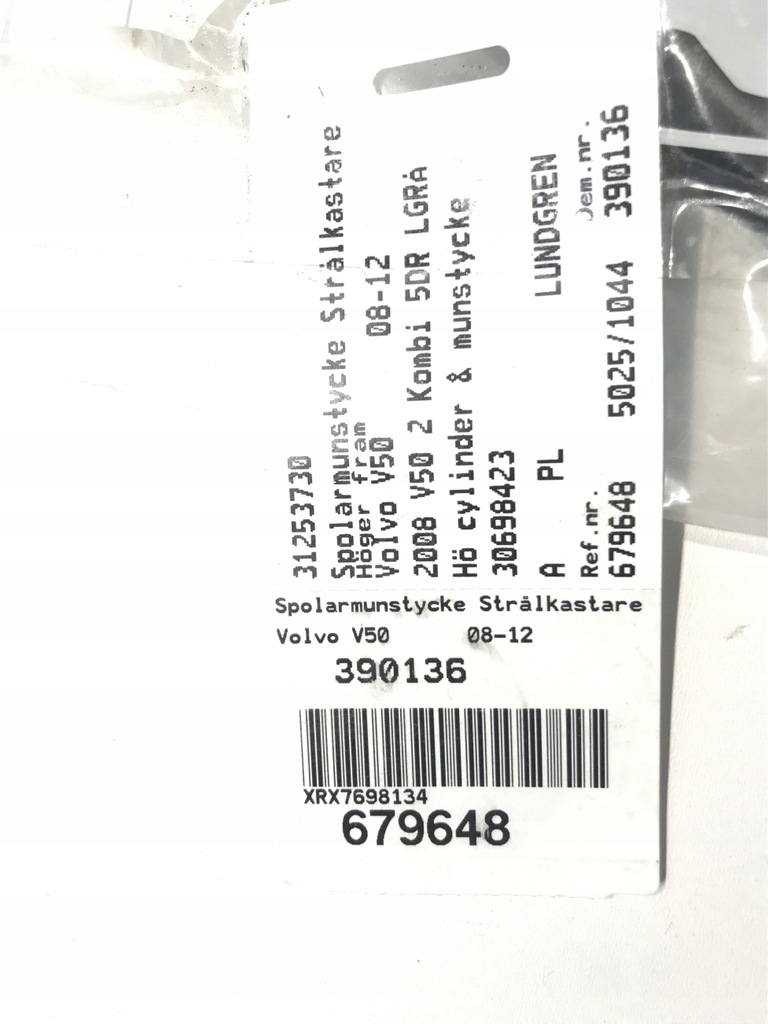 31253730
Spolarmunstycke Strålkastare
Höger fram
Volvo V50 08-12
2008 V50 2 Kombi 5DR LGRÅ
Hö cylinder & munstycke
30698423
A PL LUNDGREN
Ref.nr. Dem.nr.
679648 5025/1044 390136
Spolarmunstycke Strålkastare
Volvo V50 08-12
390136
XRX7698134
679648